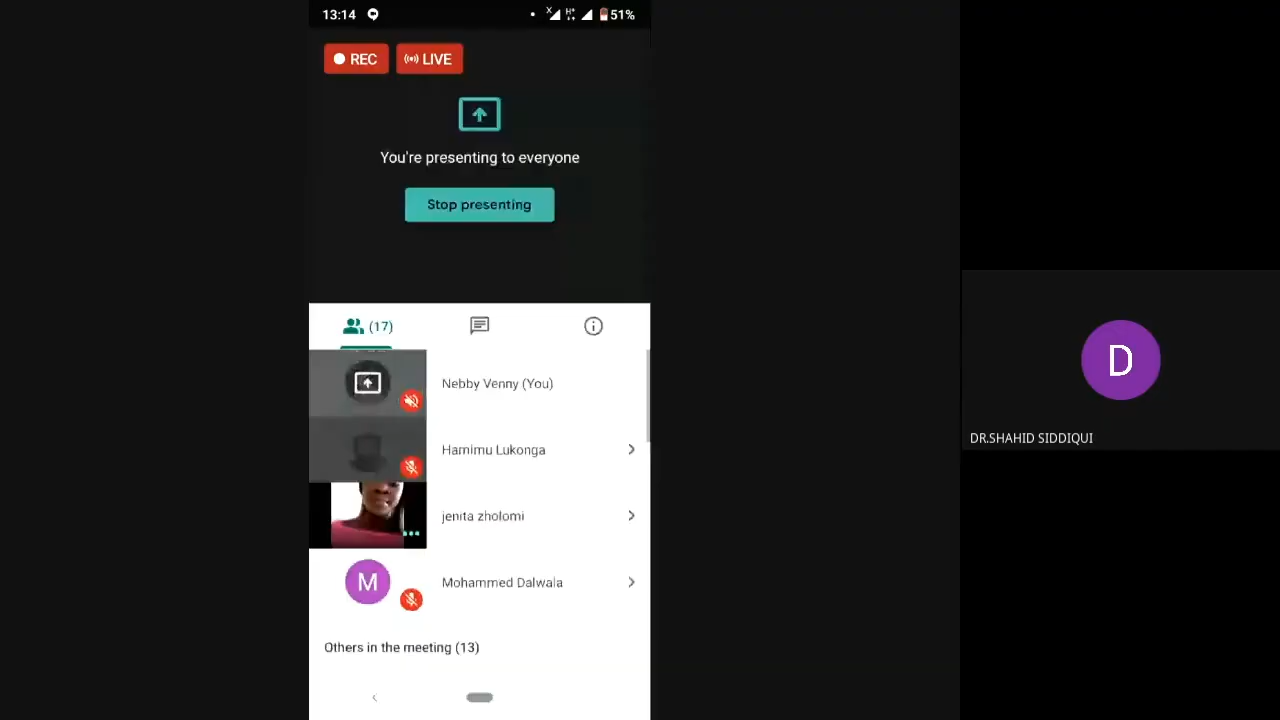 13:14
H+
51%
REC
LIVE
You're presenting to everyone
Stop presenting
(17)
Nebby Venny (You)
Hamimu Lukonga
jenita zholomi
M
Mohammed Dalwala
Others in the meeting (13)
D
DR.SHAHID SIDDIQUI